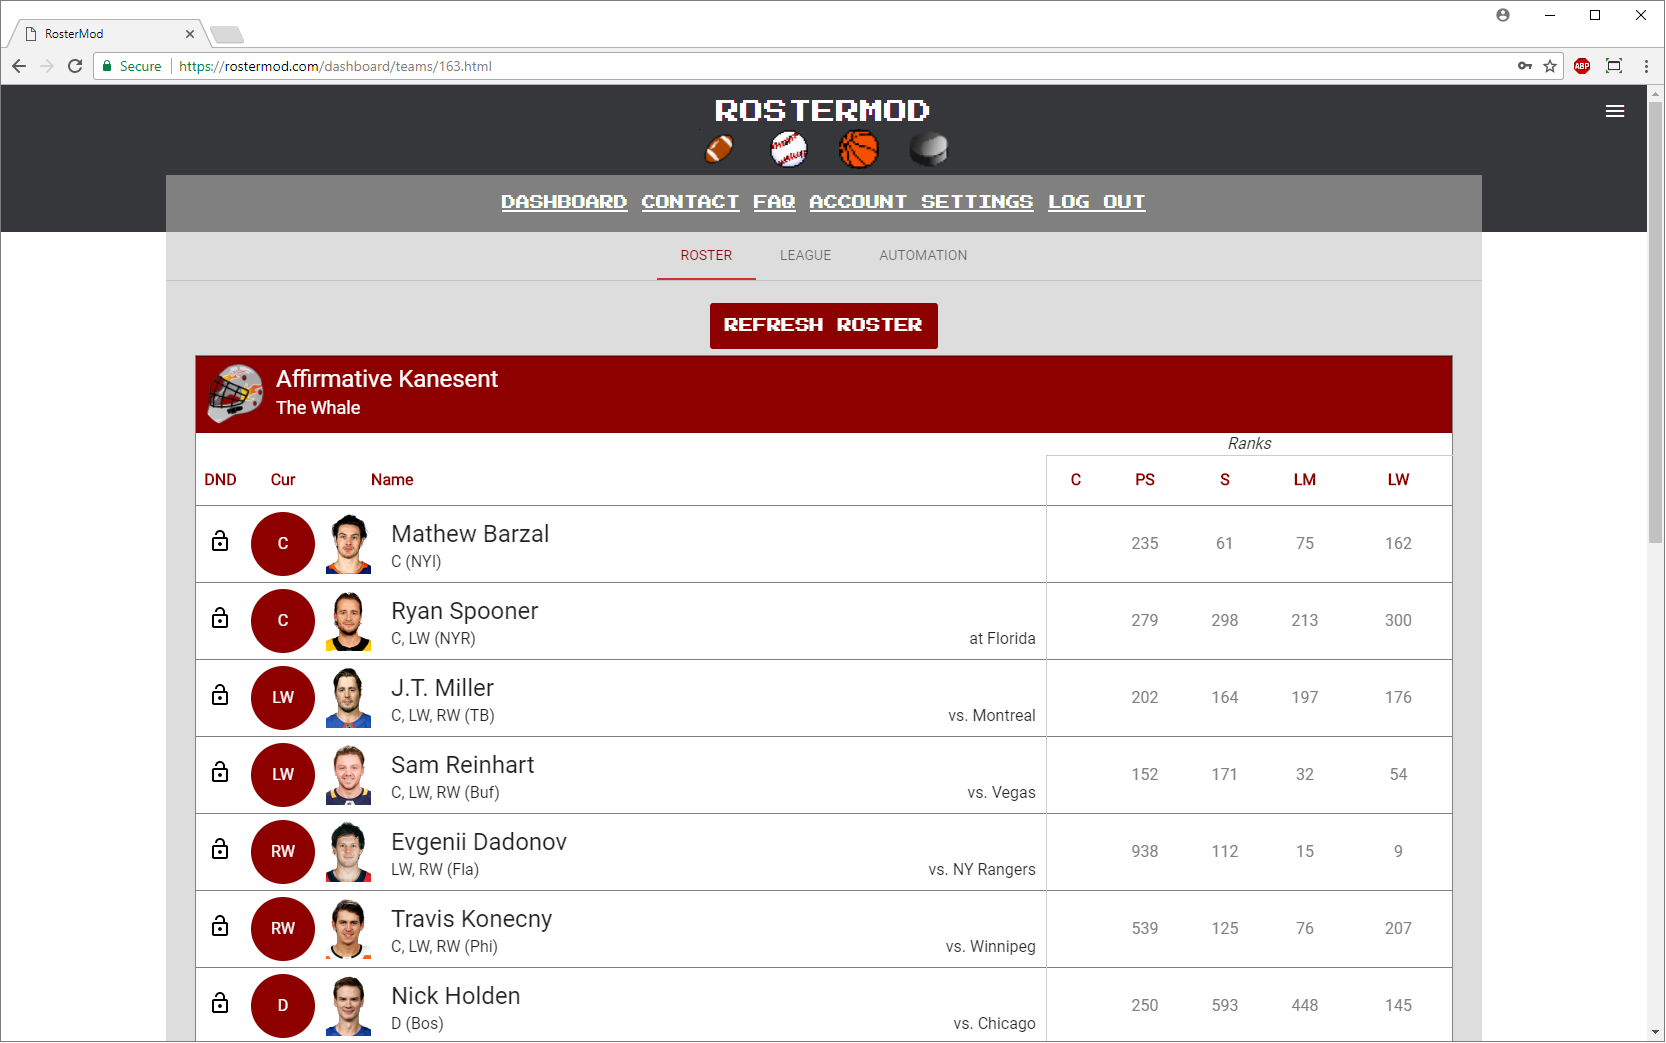 RosterMod
Secure https://rostermod.com/dashboard/teams/163.html
ABP
ROSTERMOD
DASHBOARD CONTACT FAQ ACCOUNT SETTINGS LOG OUT
ROSTER LEAGUE AUTOMATION
REFRESH ROSTER
Affirmative Kanesent
The Whale
Ranks
DND Cur Name C PS S LM LW
C Mathew Barzal 235 61 75 162
C (NYI)
C Ryan Spooner 279 298 213 300
C, LW (NYR) at Florida
LW J.T. Miller 202 164 197 176
C, LW, RW (TB) vs. Montreal
LW Sam Reinhart 152 171 32 54
C, LW, RW (Buf) vs. Vegas
RW Evgenii Dadonov 938 112 15 9
LW, RW (Fla) vs. NY Rangers
RW Travis Konecny 539 125 76 207
C, LW, RW (Phi) vs. Winnipeg
D Nick Holden 250 593 448 145
D (Bos) vs. Chicago